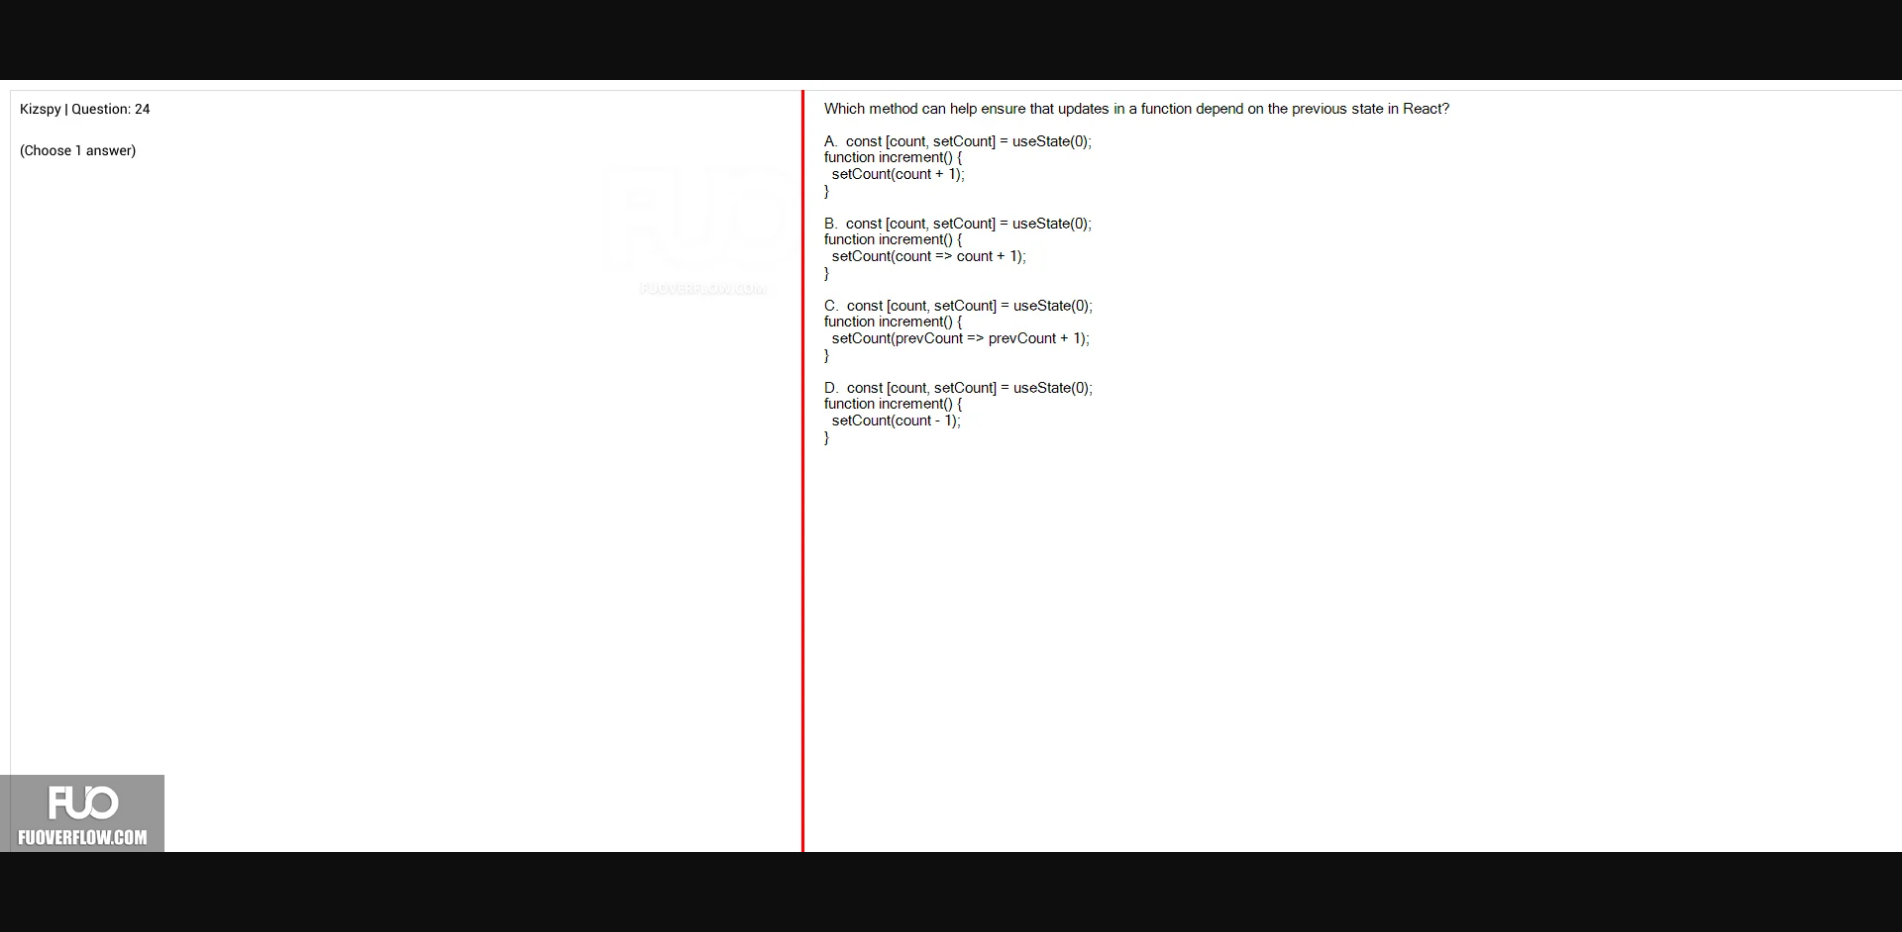 Kizspy | Question: 24
(Choose 1 answer)
FUOVERFLOW.COM
Which method can help ensure that updates in a function depend on the previous state in React?
A.  const [count, setCount] = useState(0);
function increment() {
  setCount(count + 1);
}
B.  const [count, setCount] = useState(0);
function increment() {
  setCount(count => count + 1);
}
C.  const [count, setCount] = useState(0);
function increment() {
  setCount(prevCount => prevCount + 1);
}
D.  const [count, setCount] = useState(0);
function increment() {
  setCount(count - 1);
}
FUO
FUOVERFLOW.COM